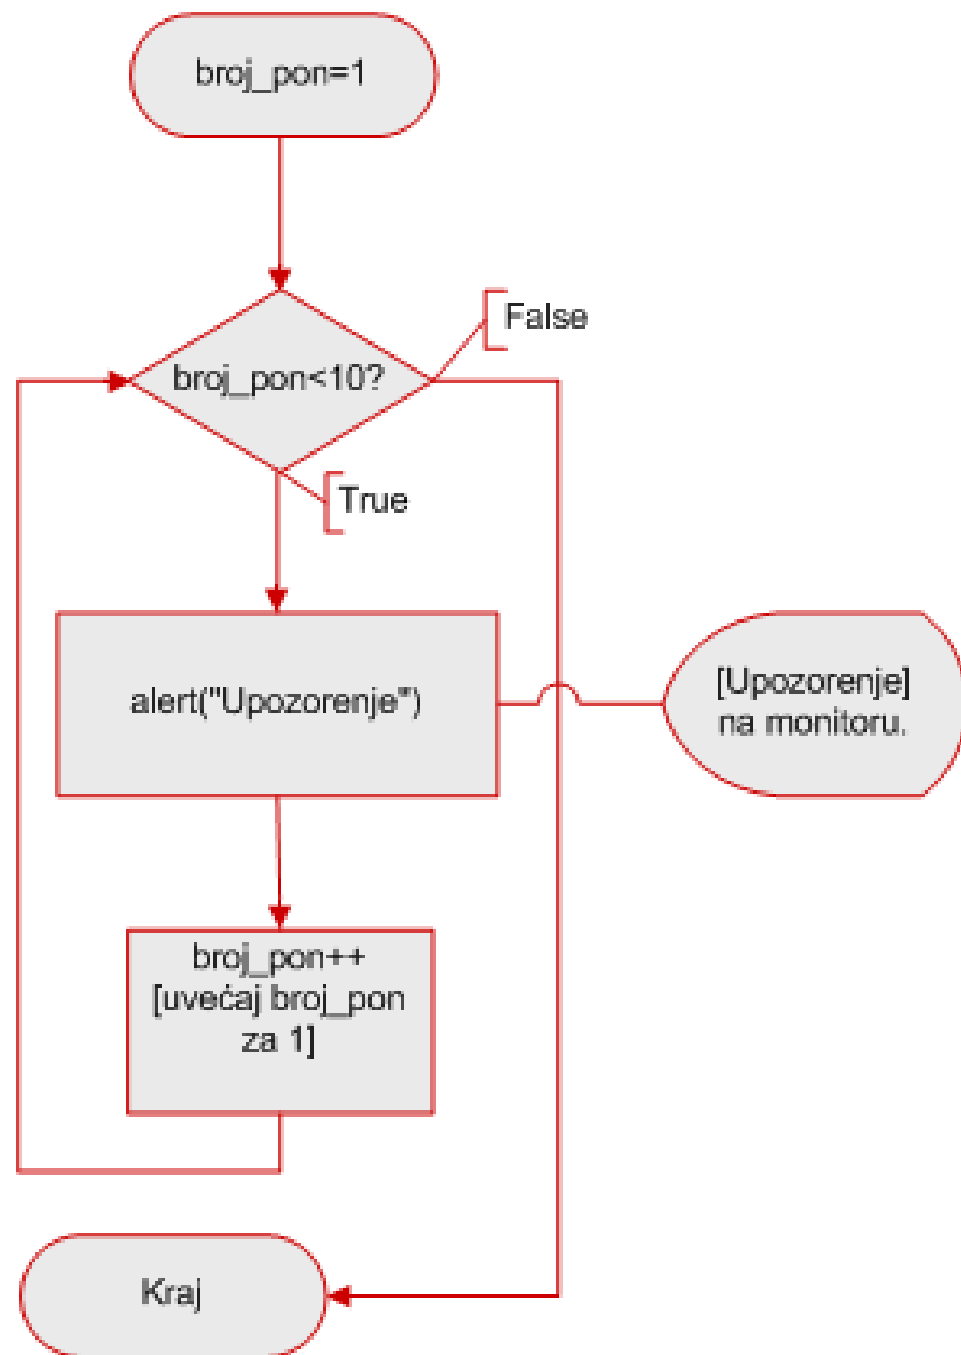 broj_pon=1
False
broj_pon<10?
True
alert("Upozorenje")
[Upozorenje]
na monitoru.
broj_pon++
[uvećaj broj_pon
za 1]
Kraj